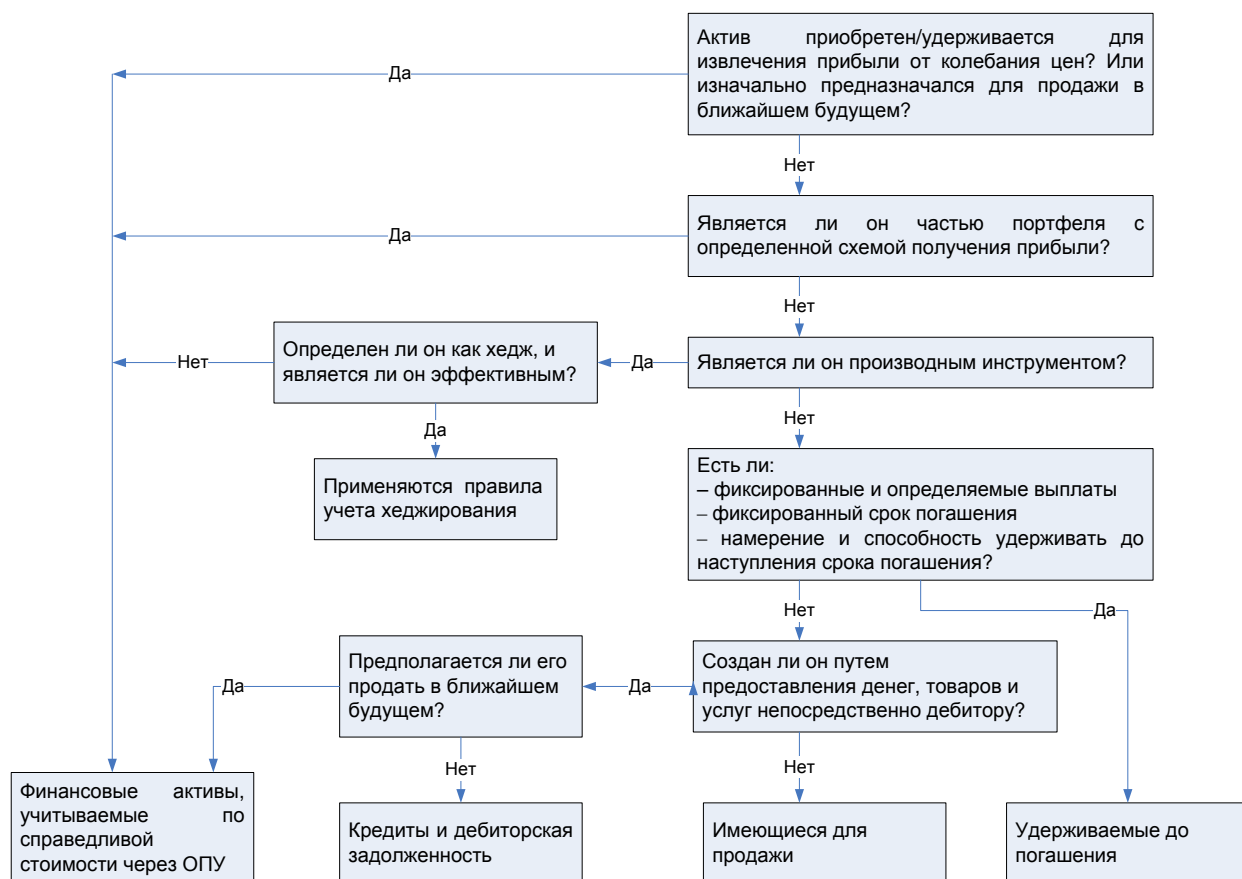 Актив приобретен/удерживается для
извлечения прибыли от колебания цен? Или
изначально предназначался для продажи в
ближайшем будущем?
Да
Нет
Является ли он частью портфеля с
определенной схемой получения прибыли?
Да
Нет
Определен ли он как хедж, и
является ли он эффективным?
Нет
Да
Является ли он производным инструментом?
Да
Нет
Применяются правила
учета хеджирования
Есть ли:
– фиксированные и определяемые выплаты
– фиксированный срок погашения
– намерение и способность удерживать до
наступления срока погашения?
Нет
Да
Предполагается ли его
продать в ближайшем
будущем?
Да
Да
Создан ли он путем
предоставления денег, товаров и
услуг непосредственно дебитору?
Нет
Нет
Финансовые активы,
учитываемые по
справедливой
стоимости через ОПУ
Кредиты и дебиторская
задолженность
Имеющиеся для
продажи
Удерживаемые до
погашения